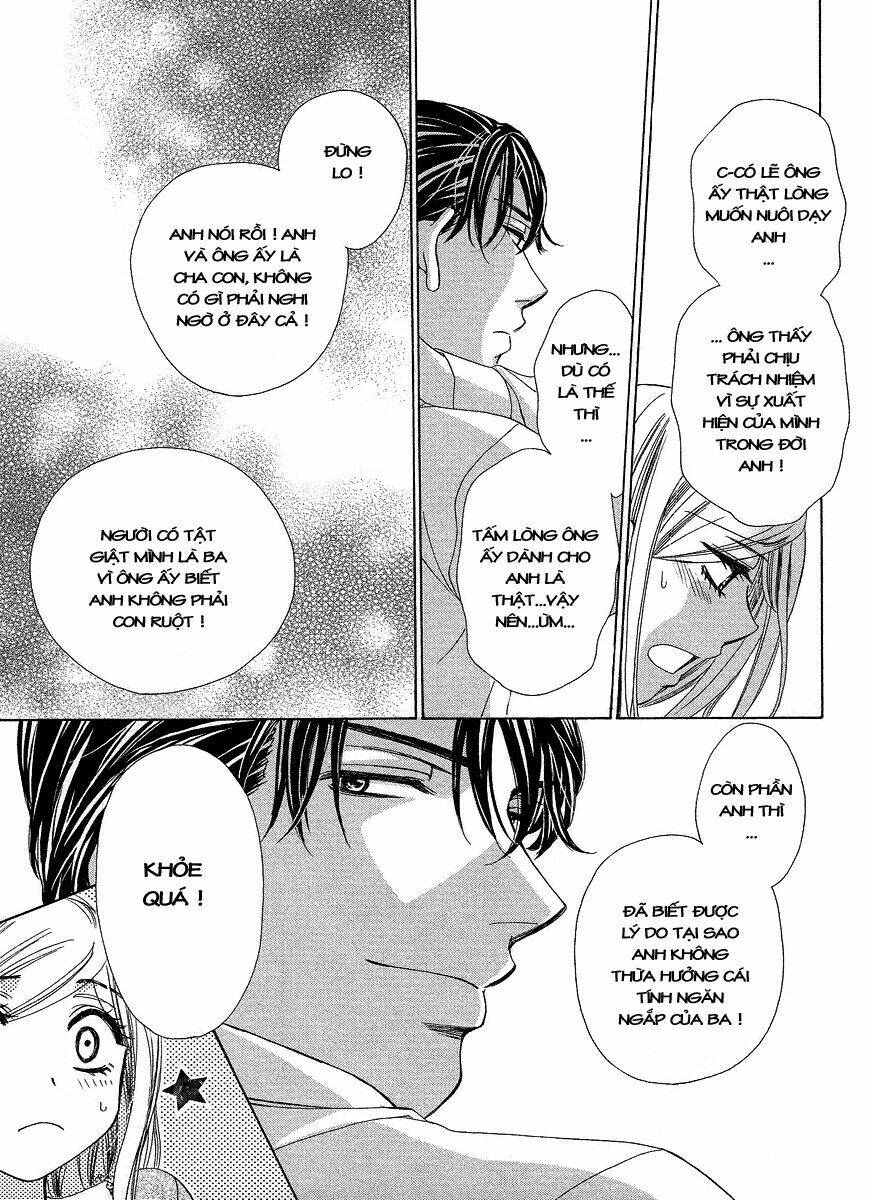 C-CÓ LẼ ÔNG
ẤY THẬT LÒNG
MUỐN NUÔI DẠY
ANH
...
... ÔNG THẤY
PHẢI CHỊU
TRÁCH NHIỆM
VÌ SỰ XUẤT
HIỆN CỦA MÌNH
TRONG ĐỜI
ANH !
NHƯNG...
DÙ CÓ
LÀ THẾ
THÌ
...
TẤM LÒNG ÔNG
ẤY DÀNH CHO
ANH LÀ
THẬT...VẬY
NÊN...ỪM...
ĐỪNG
LO !
ANH NÓI RỒI ! ANH
VÀ ÔNG ẤY LÀ
CHA CON, KHÔNG
CÓ GÌ PHẢI NGHI
NGỜ Ở ĐÂY CẢ !
NGƯỜI CÓ TẬT
GIẬT MÌNH LÀ BA
VÌ ÔNG ẤY BIẾT
ANH KHÔNG PHẢI
CON RUỘT !
CÒN PHẦN
ANH THÌ
...
ĐÃ BIẾT ĐƯỢC
LÝ DO TẠI SAO
ANH KHÔNG
THỪA HƯỞNG CÁI
TÍNH NGĂN
NGẮP CỦA BA !
KHỎE
QUÁ !